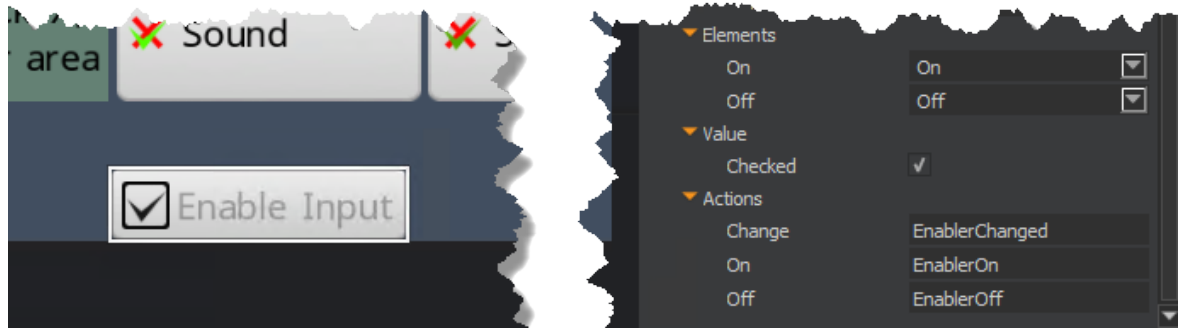 Sound
r area
Enable Input
Elements
On On
Off Off
Value
Checked
Actions
Change EnablerChanged
On EnablerOn
Off EnablerOff